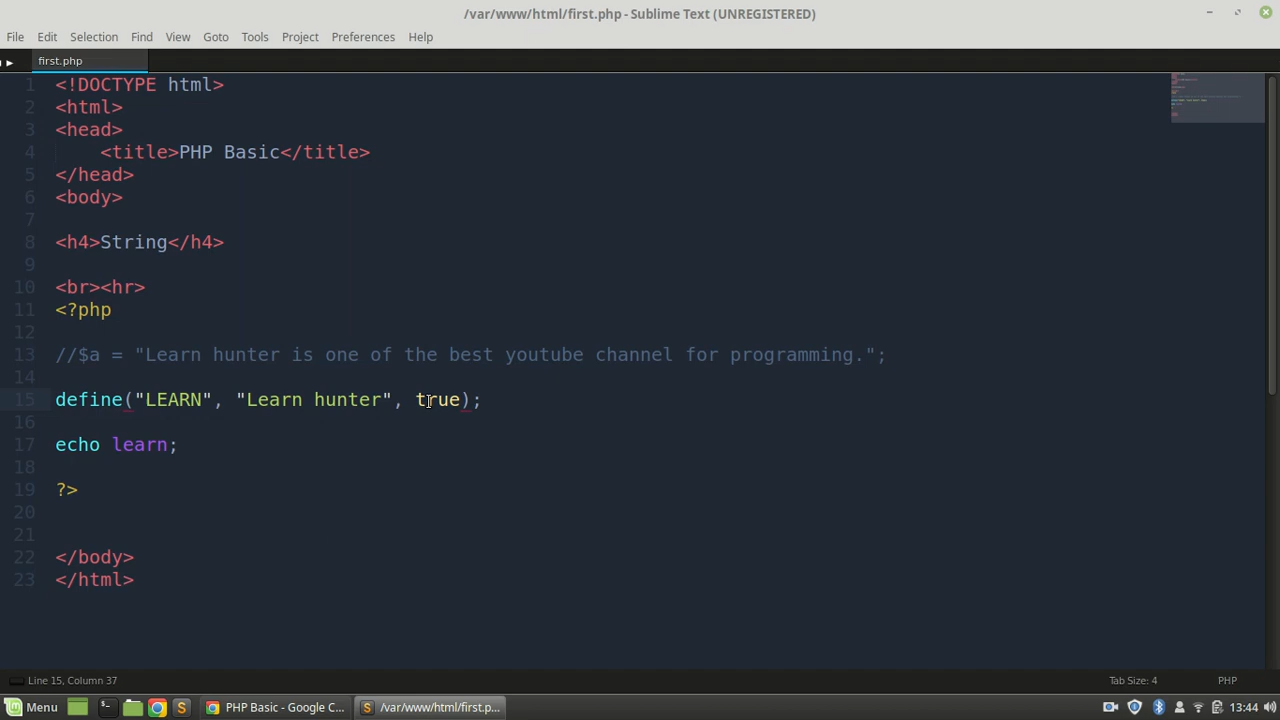 /var/www/html/first.php - Sublime Text (UNREGISTERED)
File Edit Selection Find View Goto Tools Project Preferences Help
first.php
1 <!DOCTYPE html>
2 <html>
3 <head>
4 <title>PHP Basic</title>
5 </head>
6 <body>
7
8 <h4>String</h4>
9
10 <br><hr>
11 <?php
12
13 //$a = "Learn hunter is one of the best youtube channel for programming.";
14
15 define("LEARN", "Learn hunter", true);
16
17 echo learn;
18
19 ?>
20
21
22 </body>
23 </html>
Line 15, Column 37 Tab Size: 4 PHP
Menu PHP Basic - Google C... /var/www/html/first.p... 13:44